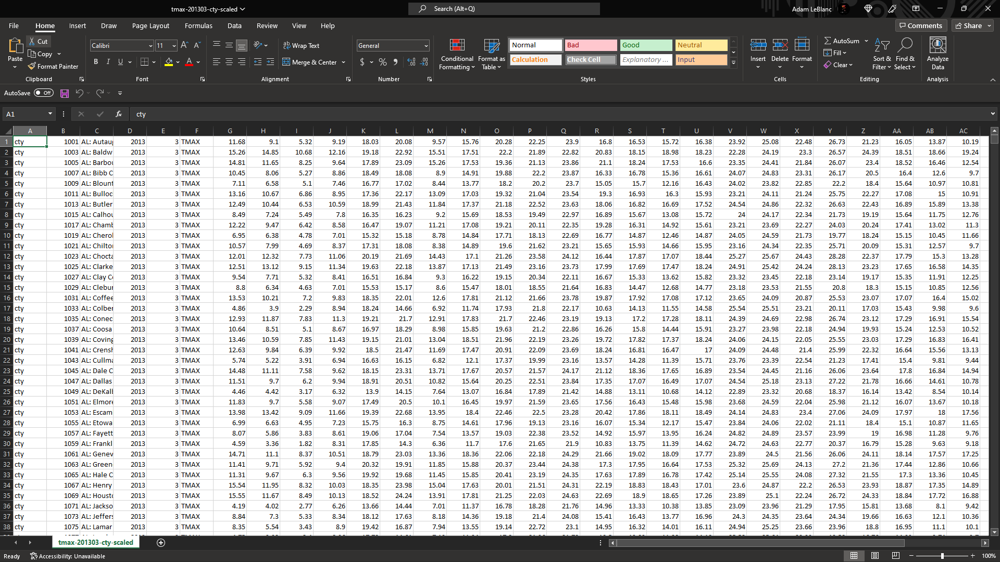 tmax-201303-cty-scaled
Search (Alt+Q)
Adam LeBlanc
File Home Insert Draw Page Layout Formulas Data Review View Help
Comments Share
Paste Cut Copy Format Painter Clipboard
Calibri 11 B I U Font
Wrap Text Merge & Center Alignment
General $ % Number
Conditional Formatting Format as Table
Normal Bad Good Neutral
Calculation Check Cell Explanatory ... Input
Styles
Insert Delete Format Cells
AutoSum Fill Clear Sort & Filter Find & Select Editing
Analyze Data Analysis
AutoSave Off
A1 fx cty
A B C D E F G H I J K L M N O P Q R S T U V W X Y Z AA AB AC
1 cty 1001 AL: Autaug 2013 3 TMAX 11.68 9.1 5.32 9.19 18.03 20.08 9.57 15.76 20.28 22.25 23.9 16.8 16.53 15.72 16.38 23.92 25.08 22.48 26.73 21.23 16.05 13.87 10.19
2 cty 1003 AL: Baldw 2013 3 TMAX 15.26 14.85 10.68 12.16 19.18 22.92 15.51 17.51 22.2 21.89 22.82 20.83 18.15 18.98 18.23 22.28 24.19 23.3 26.57 24.39 18.51 18.66 19.24
3 cty 1005 AL: Barbou 2013 3 TMAX 14.81 11.65 8.25 9.64 17.89 23.09 15.26 17.53 19.36 21.13 23.86 21.1 18.24 17.53 16.6 23.35 24.41 21.84 26.07 23.4 18.52 16.46 12.54
4 cty 1007 AL: Bibb C 2013 3 TMAX 10.45 8.06 5.27 8.86 18.49 18.08 8.9 14.91 19.88 22.2 23.87 16.33 16.78 15.36 16.61 24.07 24.83 23.31 26.17 20.5 16.4 12.6 9.7
5 cty 1009 AL: Blount 2013 3 TMAX 7.11 6.58 5.1 7.46 16.77 17.02 8.44 13.77 18.2 20.2 23.7 15.05 15.7 12.16 16.43 24.02 23.82 22.85 22.2 18.4 15.64 10.97 10.81
6 cty 1011 AL: Bulloc 2013 3 TMAX 13.16 10.67 6.86 8.95 17.36 22.17 13.09 17.03 19.32 21.04 23.54 19.3 16.93 16.3 15.93 23.21 24.11 21.24 25.75 22.27 17.08 15 10.91
7 cty 1013 AL: Butler 2013 3 TMAX 12.49 10.44 6.53 10.59 18.99 21.43 11.84 17.37 21.18 22.52 23.63 18.06 16.82 16.69 17.52 24.54 24.86 22.32 26.63 22.43 16.89 15.89 13.38
8 cty 1015 AL: Calhou 2013 3 TMAX 8.49 7.24 5.49 7.8 16.35 16.23 9.2 15.69 18.53 19.49 22.97 16.89 15.67 13.08 15.72 24 24.17 22.34 21.73 19.19 15.64 11.75 12.76
9 cty 1017 AL: Chamb 2013 3 TMAX 12.22 9.47 6.42 8.58 16.47 19.07 11.21 17.08 19.21 20.11 22.35 19.28 16.31 14.92 15.61 23.21 23.69 22.27 24.03 20.24 17.41 13.02 11.3
10 cty 1019 AL: Cherol 2013 3 TMAX 6.95 6.38 4.78 7.01 15.32 15.18 8.78 14.84 17.71 18.13 22.69 16.77 14.87 12.46 14.87 24.05 24.59 21.73 19.77 18.24 15.15 10.45 11.66
11 cty 1021 AL: Chilton 2013 3 TMAX 10.57 7.99 4.69 8.37 17.31 18.08 8.38 14.89 19.6 21.62 23.21 15.65 15.93 14.66 15.95 23.16 24.34 22.35 25.71 20.09 15.31 12.57 9.7
12 cty 1023 AL: Chocta 2013 3 TMAX 12.01 12.32 7.73 11.06 20.19 21.69 14.43 17.1 21.26 23.58 24.12 16.44 17.87 17.07 18.44 25.27 25.67 24.43 28.28 22.37 17.79 15.3 13.28
13 cty 1025 AL: Clarke 2013 3 TMAX 12.51 13.12 9.15 11.34 19.63 22.18 13.87 17.13 21.49 23.16 23.73 17.99 17.69 17.47 18.24 24.91 25.42 24.24 28.13 23.23 17.65 16.58 14.35
14 cty 1027 AL: Clay Co 2013 3 TMAX 9.54 7.71 5.32 8.41 16.51 16.84 9.3 16.22 19.15 20.34 22.11 16.67 15.33 13.62 15.82 23.32 23.45 22.18 23.14 19.17 15.35 11.91 12.25
15 cty 1029 AL: Clebur 2013 3 TMAX 8.8 6.34 4.63 7.01 15.53 15.17 8.6 15.47 18.01 18.55 21.64 16.83 14.47 12.68 14.77 23.18 23.53 21.55 20.8 18.3 15.15 10.85 12.56
16 cty 1031 AL: Coffee 2013 3 TMAX 13.53 10.21 7.2 9.83 18.35 22.01 12.6 17.81 21.12 21.66 23.78 19.87 17.92 17.08 17.12 23.65 24.09 20.87 25.53 23.07 17.07 16.4 15.02
17 cty 1033 AL: Colber 2013 3 TMAX 4.86 3.9 2.29 8.94 18.24 14.66 6.92 11.74 17.93 21.8 22.17 10.63 14.13 11.55 14.58 25.54 25.51 23.21 20.11 17.03 15.43 9.98 9.6
18 cty 1035 AL: Conec 2013 3 TMAX 12.93 11.87 7.83 11.3 19.21 21.7 12.91 17.83 21.7 22.46 23.19 19.13 17.2 17.28 18.11 24.39 24.69 22.98 26.74 23.12 17.29 16.91 15.54
19 cty 1037 AL: Coosa 2013 3 TMAX 10.64 8.51 5.1 8.67 16.97 18.29 8.98 15.85 19.63 21.2 22.86 16.26 15.8 14.44 15.91 23.27 23.98 22.18 24.94 19.93 15.24 12.53 10.52
20 cty 1039 AL: Coving 2013 3 TMAX 13.46 10.59 7.85 11.43 19.15 21.01 13.04 18.51 21.96 22.19 23.26 19.72 17.82 17.37 18.24 24.06 24.15 22.05 25.55 23.03 17.29 16.83 16.41
21 cty 1041 AL: Crensh 2013 3 TMAX 12.63 9.84 6.39 9.92 18.5 21.47 11.69 17.47 20.91 22.09 23.69 18.24 16.81 16.47 17 24.09 24.48 21.4 25.99 22.32 16.64 15.56 13.13
22 cty 1043 AL: Cullma 2013 3 TMAX 5.74 5.22 3.91 6.94 16.63 16.15 6.82 12.1 17.37 19.99 23.16 13.57 14.28 11.39 15.71 23.76 23.39 22.54 21.23 17.41 15.4 9.81 9.44
23 cty 1045 AL: Dale C 2013 3 TMAX 14.48 11.11 7.58 9.62 18.15 23.31 13.71 17.67 20.57 21.57 24.17 21.12 18.36 17.65 16.89 23.54 24.45 21.16 26.06 23.64 17.8 16.84 14.94
24 cty 1047 AL: Dallas 2013 3 TMAX 11.51 9.7 6.2 9.94 18.91 20.51 10.82 15.64 20.25 22.51 23.84 17.35 17.07 16.49 17.07 24.54 25.18 23.13 27.22 21.78 16.66 14.61 10.78
25 cty 1049 AL: DeKalb 2013 3 TMAX 4.46 4.42 3.17 6.32 13.9 14.15 7.64 13.07 16.84 17.89 21.42 14.88 13.11 10.68 14.12 22.89 23.32 20.68 18.37 16.14 13.42 8.54 10.14
26 cty 1051 AL: Elmore 2013 3 TMAX 11.83 9.7 5.58 9.07 17.49 20.5 10.1 16.45 19.97 21.59 23.65 17.56 16.43 15.48 15.98 23.68 24.59 22.04 25.98 21.12 16.07 13.67 10.18
27 cty 1053 AL: Escam 2013 3 TMAX 13.98 13.42 9.09 11.66 19.39 22.68 13.95 18.4 22.46 22.5 23.28 20.42 17.86 18.11 18.49 24.14 24.83 23.4 27.06 24.09 17.97 18 17.56
28 cty 1055 AL: Etowa 2013 3 TMAX 6.99 6.63 4.95 7.23 15.75 16.3 8.75 14.61 17.96 19.13 23.16 16.07 15.34 12.17 15.47 23.84 24.06 22.02 21.11 18.4 15.1 10.87 11.65
29 cty 1057 AL: Fayett 2013 3 TMAX 8.07 5.86 3.83 8.61 19.06 17.04 7.54 13.57 19.03 22.38 23.52 14.92 15.97 13.95 16.24 24.82 24.89 23.57 23.99 19 16.98 11.28 9.76
30 cty 1059 AL: Frankl 2013 3 TMAX 4.59 3.36 1.82 8.31 17.85 14.3 6.36 11.7 17.6 21.65 21.9 10.83 13.75 11.39 14.62 24.72 24.63 22.77 20.37 16.79 15.28 9.63 9.18
31 cty 1061 AL: Genev 2013 3 TMAX 14.71 11.1 8.37 10.51 18.79 23.03 13.36 18.36 22.06 22.18 24.29 21.66 19.02 18.09 17.77 23.89 24.5 21.56 26.06 24.11 18.14 17.57 17.25
32 cty 1063 AL: Green 2013 3 TMAX 11.41 9.71 5.92 9.4 20.32 19.91 11.85 15.88 20.37 23.44 24.38 17.3 17.95 16.64 17.53 25.32 25.69 24.13 27.2 21.36 17.44 12.86 10.66
33 cty 1065 AL: Hale C 2013 3 TMAX 11.31 9.67 6.3 9.56 19.92 19.68 11.45 15.85 20.41 23.19 24.35 17.63 17.89 16.78 17.42 25.14 25.55 24.08 27.32 21.55 17.3 13.36 10.45
34 cty 1067 AL: Henry 2013 3 TMAX 15.54 11.95 8.32 10.03 18.35 23.98 15.04 17.63 20.01 21.51 24.31 22.19 18.83 18.43 17.01 23.6 24.87 22.2 26.53 23.93 18.87 17.35 14.89
35 cty 1069 AL: Housto 2013 3 TMAX 15.55 11.67 8.49 10.13 18.52 24.24 13.91 17.81 21.25 22.03 24.63 22.69 18.9 18.65 17.26 23.89 25.1 22.24 26.72 24.33 18.84 17.72 16.88
36 cty 1071 AL: Jackso 2013 3 TMAX 4.19 4.02 2.77 6.26 13.66 14.44 7.01 11.37 16.78 18.28 21.76 14.96 13.33 10.38 13.85 23.09 23.96 21.29 17.95 15.81 13.68 8.1 9.42
37 cty 1073 AL: Jeffers 2013 3 TMAX 8.84 7.3 5.33 8.34 18.12 17.63 8.18 14.36 19.18 21.4 24.08 15.41 16.43 13.77 16.96 24.3 24.35 23.64 24.34 19.66 16.63 12.1 10.36
38 cty 1075 AL: Lamar 2013 3 TMAX 8.35 5.54 3.43 8.9 19.42 16.87 7.94 13.55 19.14 22.72 23.1 14.95 16.32 14.01 16.11 24.94 25.25 23.66 23.96 18.8 16.95 11.1 10.1
tmax-201303-cty-scaled
Ready Accessibility: Unavailable 100%